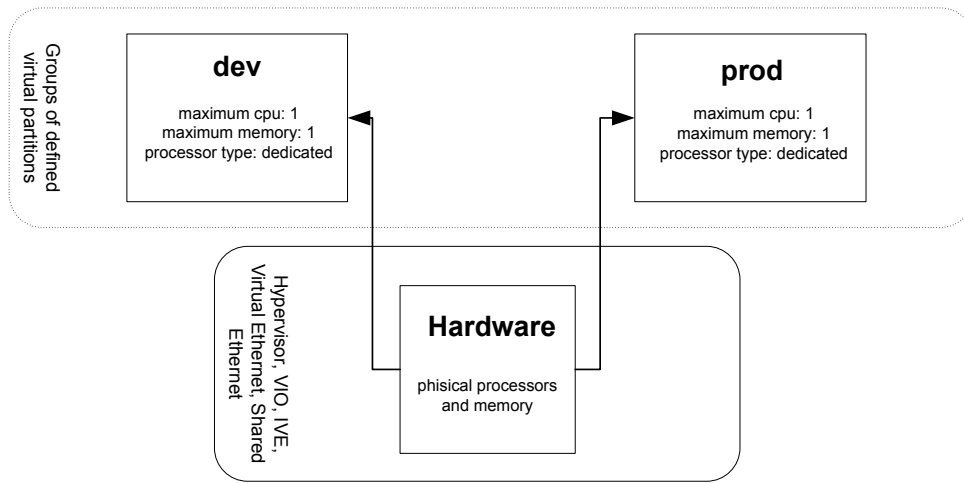 Groups of defined
virtual partitions
dev
maximum cpu: 1
maximum memory: 1
processor type: dedicated
prod
maximum cpu: 1
maximum memory: 1
processor type: dedicated
Hypervisor, VIO, IVE,
Virtual Ethernet, Shared
Ethernet
Hardware
phisical processors
and memory